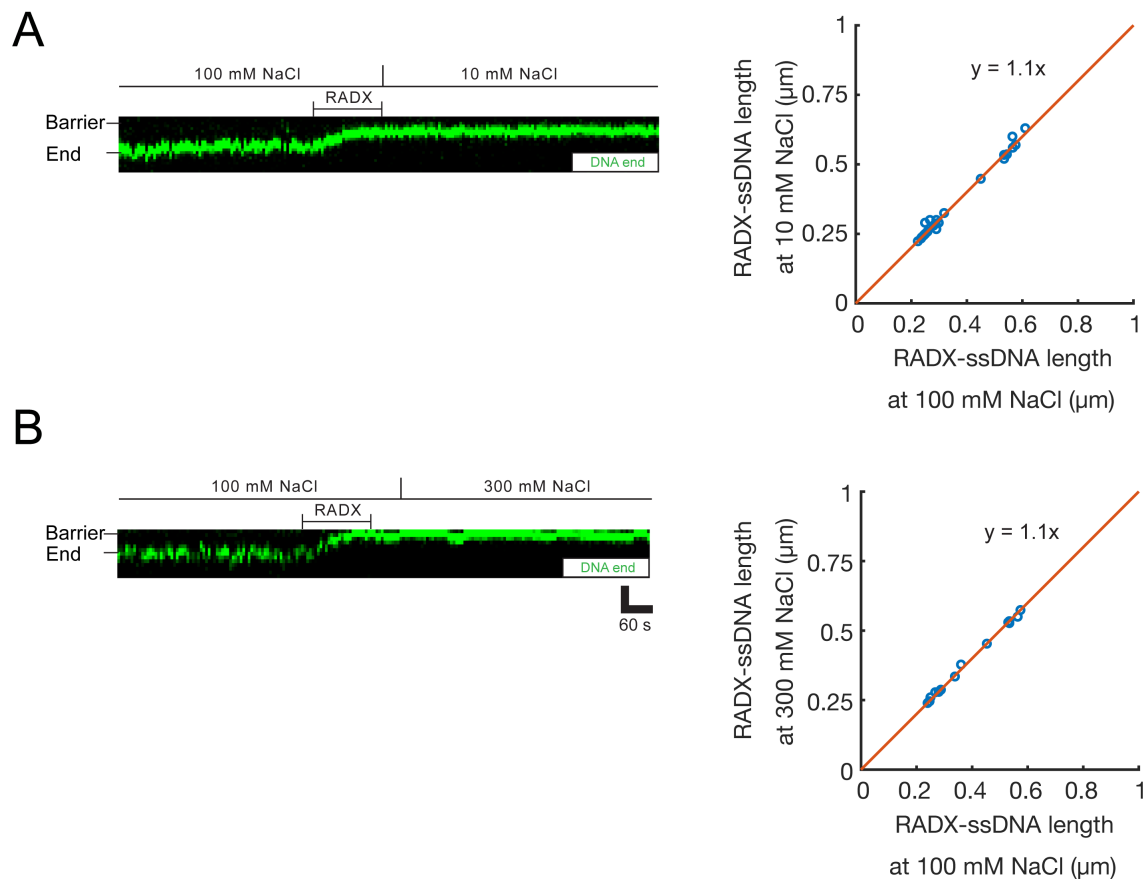 A
100 mM NaCl
10 mM NaCl
RADX
Barrier
End
DNA end
RADX-ssDNA length
at 10 mM NaCl (µm)
1
0.75
0.5
0.25
0
y = 1.1x
0 0.2 0.4 0.6 0.8 1
RADX-ssDNA length
at 100 mM NaCl (µm)
B
100 mM NaCl
300 mM NaCl
RADX
Barrier
End
DNA end
60 s
RADX-ssDNA length
at 300 mM NaCl (µm)
1
0.75
0.5
0.25
0
y = 1.1x
0 0.2 0.4 0.6 0.8 1
RADX-ssDNA length
at 100 mM NaCl (µm)